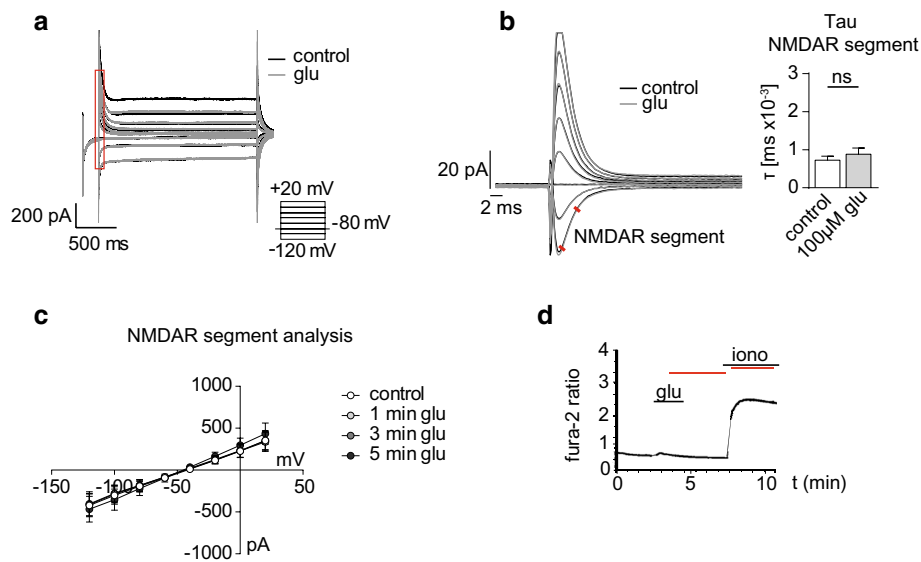 a
control
glu
200 pA
500 ms
+20 mV
-80 mV
-120 mV
b
control
glu
20 pA
2 ms
NMDAR segment
Tau
NMDAR segment
ns
3
2
1
0
τ [ms x10⁻³]
control
100µM glu
c
NMDAR segment analysis
1000
500
-500
-1000
mV
pA
-150
-100
-50
50
control
1 min glu
3 min glu
5 min glu
d
iono
glu
fura-2 ratio
4
3
2
1
0
0
5
10
t (min)